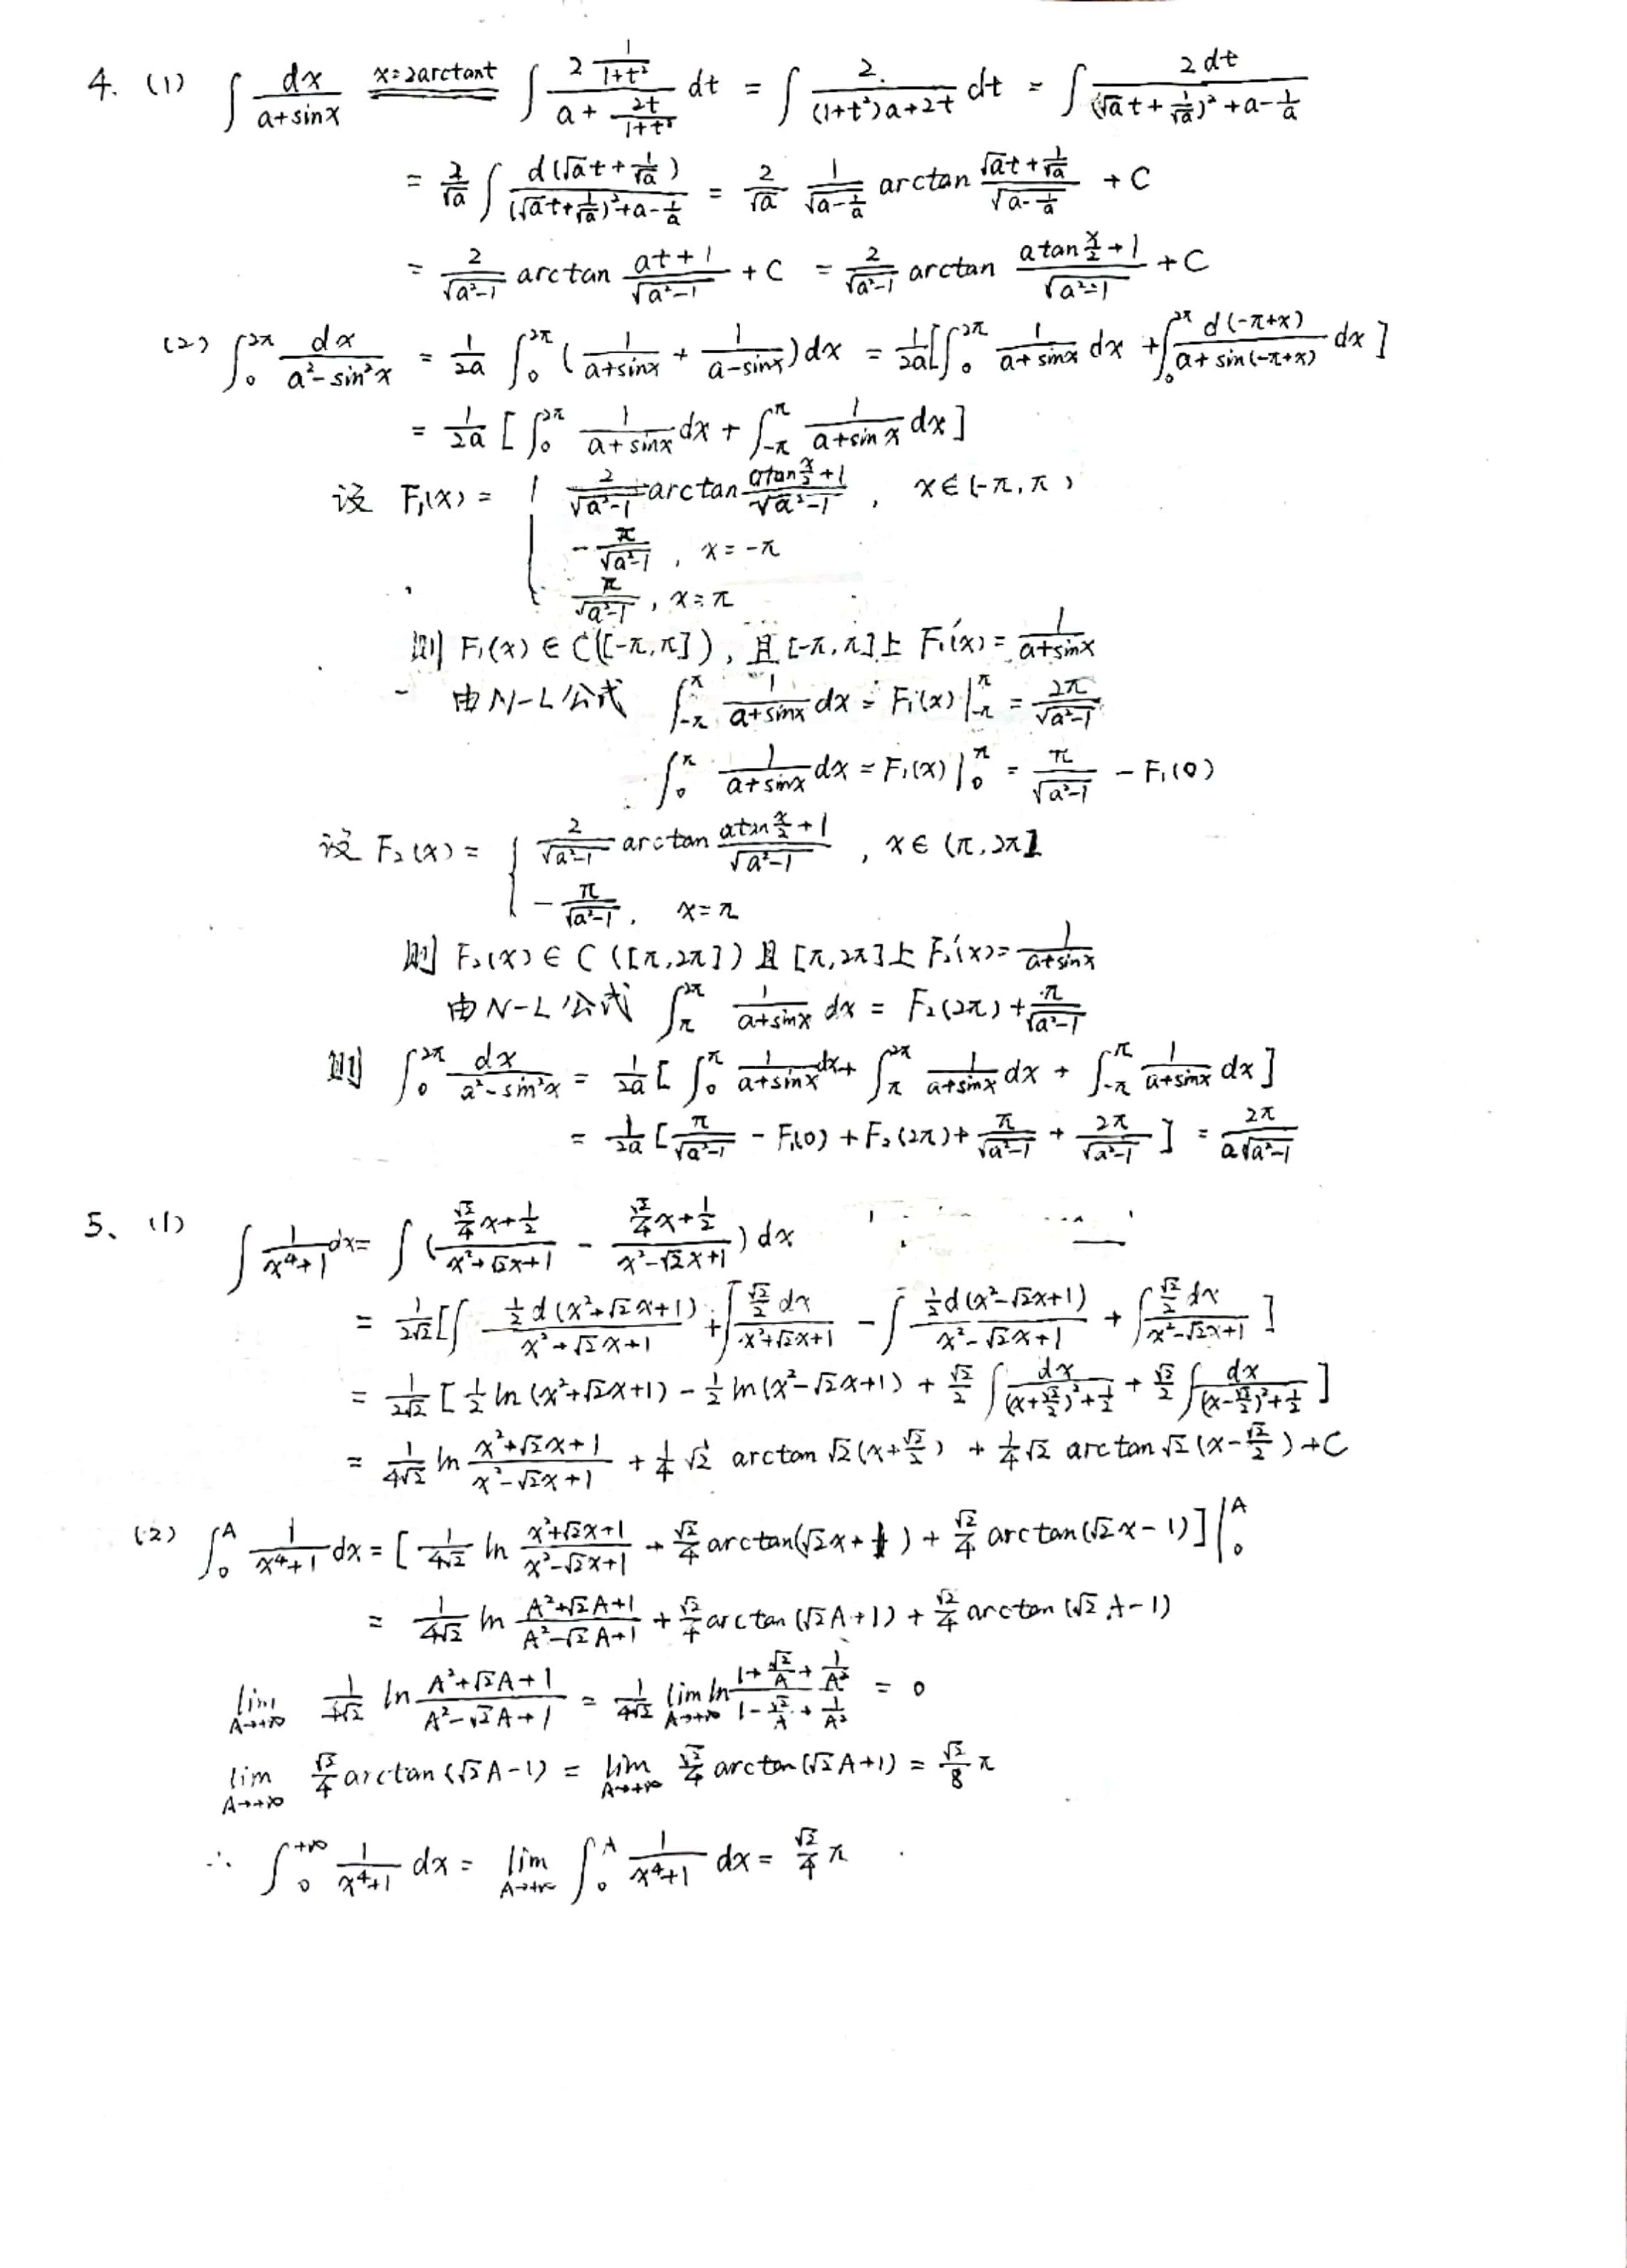 4. (1) ∫ dx/(a+sinx) =(x=2arctant)= ∫ (2 1/(1+t²))/(a + 2t/(1+t²)) dt = ∫ 2/((1+t²)a+2t) dt = ∫ 2dt/((√a t + 1/√a)² + a - 1/a)
= 2/√a ∫ d(√a t + 1/√a)/((√a t + 1/√a)² + a - 1/a) = 2/√a 1/√(a - 1/a) arctan (√a t + 1/√a)/√(a - 1/a) + C
= 2/√(a²-1) arctan (at+1)/√(a²-1) + C = 2/√(a²-1) arctan (a tan x/2 + 1)/√(a²-1) + C
(2) ∫₀^{2π} dx/(a² - sin²x) = 1/2a ∫₀^{2π} (1/(a+sinx) + 1/(a-sinx)) dx = 1/2a [∫₀^{2π} 1/(a+sinx) dx + ∫₀^{2π} d(-π+x)/(a+sin(-π+x)) dx]
= 1/2a [∫₀^{2π} 1/(a+sinx) dx + ∫_{-π}^{π} 1/(a+sinx) dx]
设 F₁(x) = { 2/√(a²-1) arctan (a tan x/2 + 1)/√(a²-1) , x∈(-π, π)
-π/√(a²-1) , x = -π
π/√(a²-1) , x = π
则 F₁(x) ∈ C([-π,π]) , 且 [-π,π]上 F₁'(x) = 1/(a+sinx)
由N-L公式 ∫_{-π}^{π} 1/(a+sinx) dx = F₁(x)|_{-π}^{π} = 2π/√(a²-1)
∫₀^{π} 1/(a+sinx) dx = F₁(x)|₀^{π} = π/√(a²-1) - F₁(0)
设 F₂(x) = { 2/√(a²-1) arctan (a tan x/2 + 1)/√(a²-1) , x∈(π, 2π]
-π/√(a²-1) , x = π
则 F₂(x) ∈ C([π,2π]) 且 [π,2π]上 F₂'(x) = 1/(a+sinx)
由N-L公式 ∫_{π}^{2π} 1/(a+sinx) dx = F₂(2π) + π/√(a²-1)
则 ∫₀^{2π} dx/(a²-sin²x) = 1/2a [∫₀^{π} 1/(a+sinx) dx + ∫_{π}^{2π} 1/(a+sinx) dx + ∫_{-π}^{π} 1/(a+sinx) dx]
= 1/2a [π/√(a²-1) - F₁(0) + F₂(2π) + π/√(a²-1) + 2π/√(a²-1)] = 2π/(a√(a²-1))
5、(1) ∫ 1/(x⁴+1) dx = ∫ ((√2/4 x + 1/2)/(x²+√2x+1) - (√2/4 x + 1/2)/(x²-√2x+1)) dx
= 1/2√2 [∫ ½d(x²+√2x+1)/(x²+√2x+1) + ∫ (√2/2 dx)/(x²+√2x+1) - ∫ ½d(x²-√2x+1)/(x²-√2x+1) + ∫ (√2/2 dx)/(x²-√2x+1)]
= 1/2√2 [½ ln(x²+√2x+1) - ½ ln(x²-√2x+1) + √2/2 ∫ dx/((x+√2/2)²+½) + √2/2 ∫ dx/((x-√2/2)²+½)]
= 1/4√2 ln (x²+√2x+1)/(x²-√2x+1) + ¼√2 arctan √2(x+√2/2) + ¼√2 arctan √2(x-√2/2) + C
(2) ∫₀^A 1/(x⁴+1) dx = [1/4√2 ln (x²+√2x+1)/(x²-√2x+1) + √2/4 arctan(√2x+1) + √2/4 arctan(√2x-1)]|₀^A
= 1/4√2 ln (A²+√2A+1)/(A²-√2A+1) + √2/4 arctan(√2A+1) + √2/4 arctan(√2A-1)
lim_{A→+∞} 1/4√2 ln (A²+√2A+1)/(A²-√2A+1) = 1/4√2 lim_{A→+∞} ln (1+√2/A+1/A²)/(1-√2/A+1/A²) = 0
lim_{A→+∞} √2/4 arctan(√2A-1) = lim_{A→+∞} √2/4 arctan(√2A+1) = √2/8 π
∴ ∫₀^{+∞} 1/(x⁴+1) dx = lim_{A→+∞} ∫₀^A 1/(x⁴+1) dx = √2/4 π